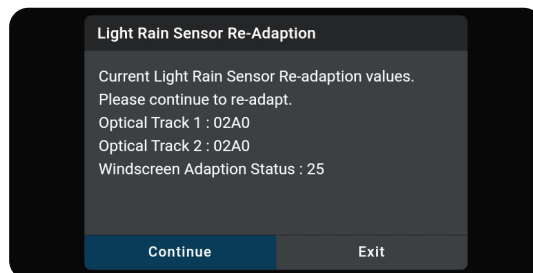 Light Rain Sensor Re-Adaption
Current Light Rain Sensor Re-adaption values.
Please continue to re-adapt.
Optical Track 1 : 02A0
Optical Track 2 : 02A0
Windscreen Adaption Status : 25
Continue
Exit